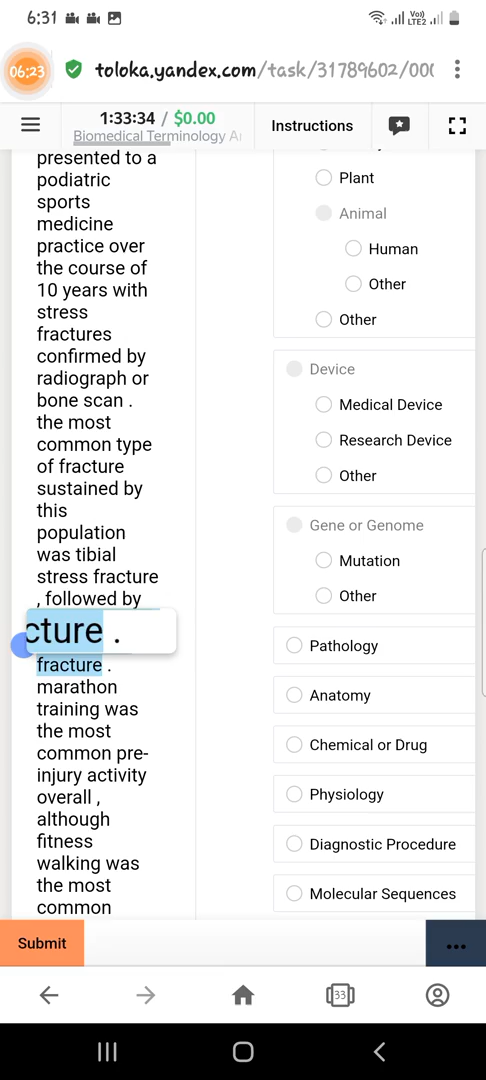 6:31
Vo)) LTE2
06:23
toloka.yandex.com/task/31789602/00(
1:33:34 / $0.00
Biomedical Terminology A
Instructions
presented to a
podiatric
sports
medicine
practice over
the course of
10 years with
stress
fractures
confirmed by
radiograph or
bone scan .
the most
common type
of fracture
sustained by
this
population
was tibial
stress fracture
, followed by
cture .
fracture .
marathon
training was
the most
common pre-
injury activity
overall ,
although
fitness
walking was
the most
common
Plant
Animal
Human
Other
Other
Device
Medical Device
Research Device
Other
Gene or Genome
Mutation
Other
Pathology
Anatomy
Chemical or Drug
Physiology
Diagnostic Procedure
Molecular Sequences
Submit
...
33